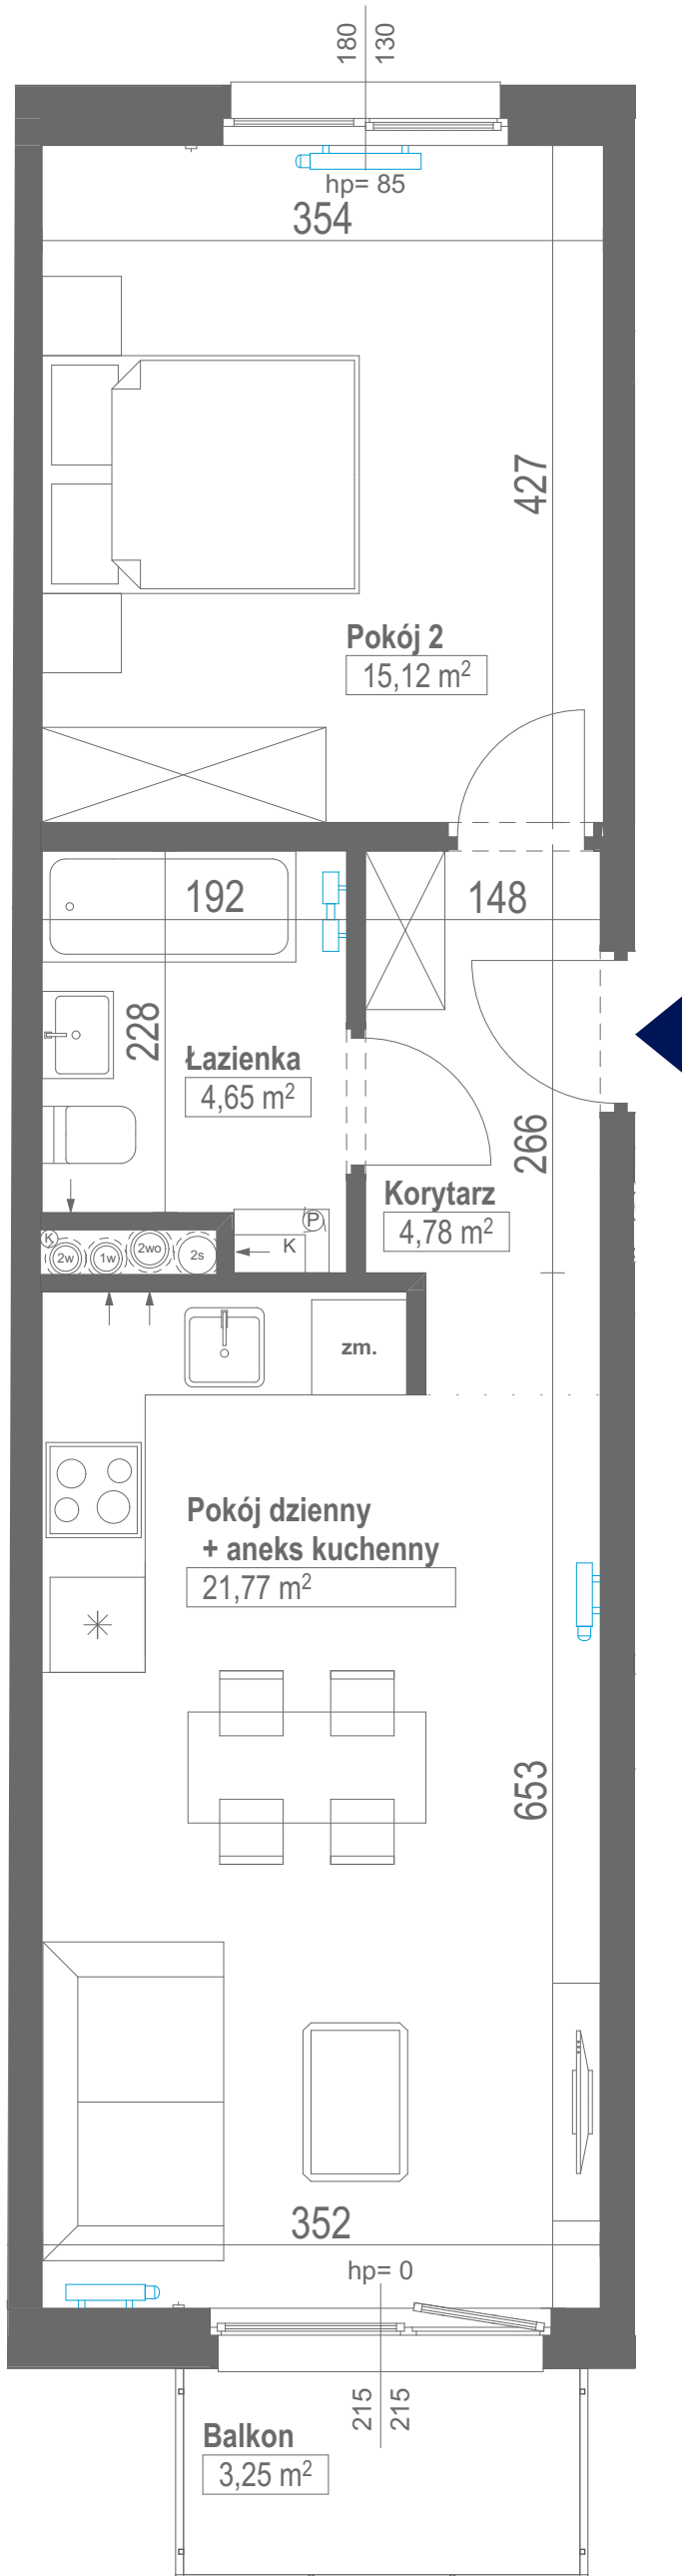 180
130
hp= 85
354
427
Pokój 2
15,12 m²
192
148
228
Łazienka
4,65 m²
266
Korytarz
4,78 m²
P
K
K
2w
1w
2wo
2s
zm.
Pokój dzienny
+ aneks kuchenny
21,77 m²
653
352
hp= 0
215
215
Balkon
3,25 m²